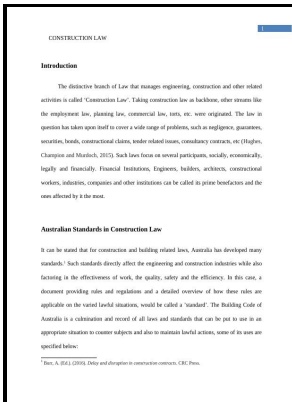 1
CONSTRUCTION LAW
Introduction
The distinctive branch of Law that manages engineering, construction and other related
activities is called 'Construction Law'. Taking construction law as backbone, other streams like
the employment law, planning law, commercial law, torts, etc. were originated. The law in
question has taken upon itself to cover a wide range of problems, such as negligence, guarantees,
securities, bonds, constructional claims, tender related issues, consultancy contracts, etc (Hughes,
Champion and Murdoch, 2015). Such laws focus on several participants, socially, economically,
legally and financially. Financial Institutions, Engineers, builders, architects, constructional
workers, industries, companies and other institutions can be called its prime benefactors and the
ones affected by it the most.
Australian Standards in Construction Law
It can be stated that for construction and building related laws, Australia has developed many
standards.¹ Such standards directly affect the engineering and construction industries while also
factoring in the effectiveness of work, the quality, safety and the efficiency. In this case, a
document providing rules and regulations and a detailed overview of how these rules are
applicable on the varied lawful situations, would be called a 'standard'. The Building Code of
Australia is a culmination and record of all laws and standards that can be put to use in an
appropriate situation to counter subjects and also to maintain lawful actions, some of its uses are
specified below:
¹ Burr, A. (Ed.). (2016). Delay and disruption in construction contracts. CRC Press.